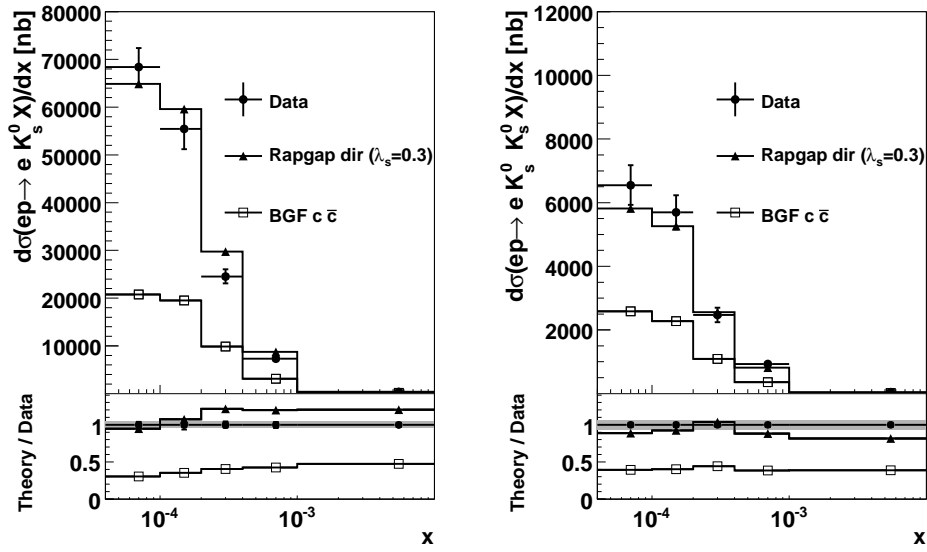 dσ(ep→ e K⁰ₛ X)/dx [nb]
80000
70000
60000
50000
40000
30000
20000
10000
Data
Rapgap dir (λₛ=0.3)
BGF c c̄
Theory / Data
1
0.5
0
10⁻⁴
10⁻³
x
dσ(ep→ e K⁰ₛ K⁰ₛ X)/dx [nb]
12000
10000
8000
6000
4000
2000
Data
Rapgap dir (λₛ=0.3)
BGF c c̄
Theory / Data
1
0.5
0
10⁻⁴
10⁻³
x